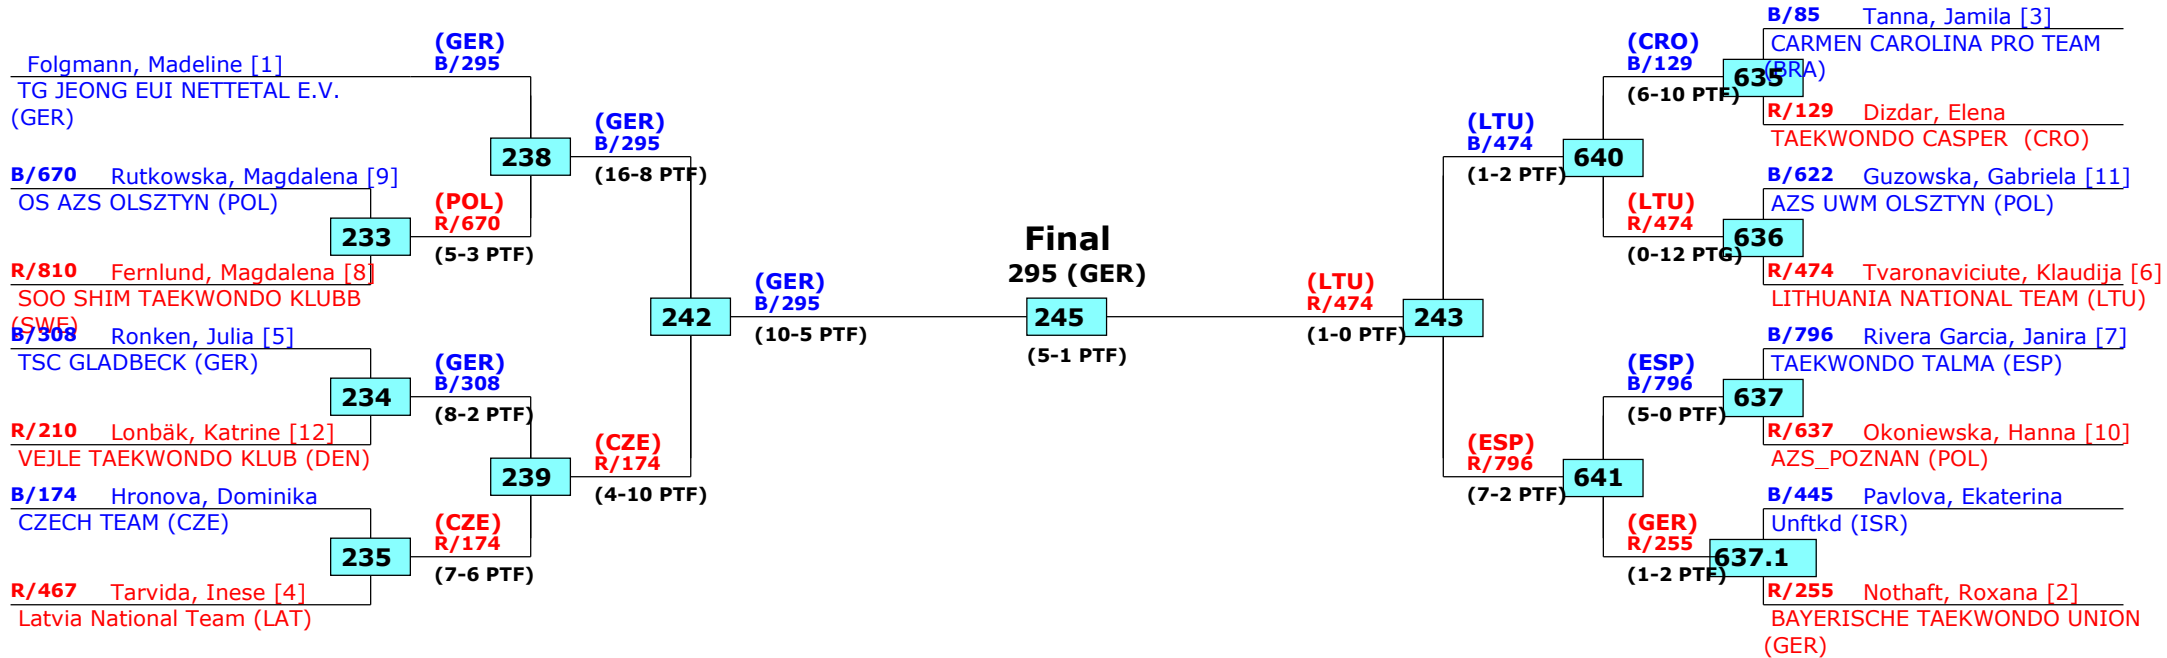 Folgmann, Madeline [1]
TG JEONG EUI NETTETAL E.V.
(GER)
B/670 Rutkowska, Magdalena [9]
OS AZS OLSZTYN (POL)
R/810 Fernlund, Magdalena [8]
SOO SHIM TAEKWONDO KLUBB
(SWE)
B/308 Ronken, Julia [5]
TSC GLADBECK (GER)
R/210 Lonbäk, Katrine [12]
VEJLE TAEKWONDO KLUB (DEN)
B/174 Hronova, Dominika
CZECH TEAM (CZE)
R/467 Tarvida, Inese [4]
Latvia National Team (LAT)
233
234
235
(GER)
B/295
(POL)
R/670
(5-3 PTF)
(GER)
B/308
(8-2 PTF)
(CZE)
R/174
(7-6 PTF)
238
239
(GER)
B/295
(16-8 PTF)
(CZE)
R/174
(4-10 PTF)
242
(GER)
B/295
(10-5 PTF)
Final
295 (GER)
245
(5-1 PTF)
(LTU)
R/474
(1-0 PTF)
243
(LTU)
B/474
(1-2 PTF)
(ESP)
R/796
(7-2 PTF)
640
641
(CRO)
B/129
(6-10 PTF)
(LTU)
R/474
(0-12 PTG)
(ESP)
B/796
(5-0 PTF)
(GER)
R/255
(1-2 PTF)
635
636
637
637.1
B/85 Tanna, Jamila [3]
CARMEN CAROLINA PRO TEAM
(BRA)
R/129 Dizdar, Elena
TAEKWONDO CASPER (CRO)
B/622 Guzowska, Gabriela [11]
AZS UWM OLSZTYN (POL)
R/474 Tvaronaviciute, Klaudija [6]
LITHUANIA NATIONAL TEAM (LTU)
B/796 Rivera Garcia, Janira [7]
TAEKWONDO TALMA (ESP)
R/637 Okoniewska, Hanna [10]
AZS_POZNAN (POL)
B/445 Pavlova, Ekaterina
Unftkd (ISR)
R/255 Nothaft, Roxana [2]
BAYERISCHE TAEKWONDO UNION
(GER)